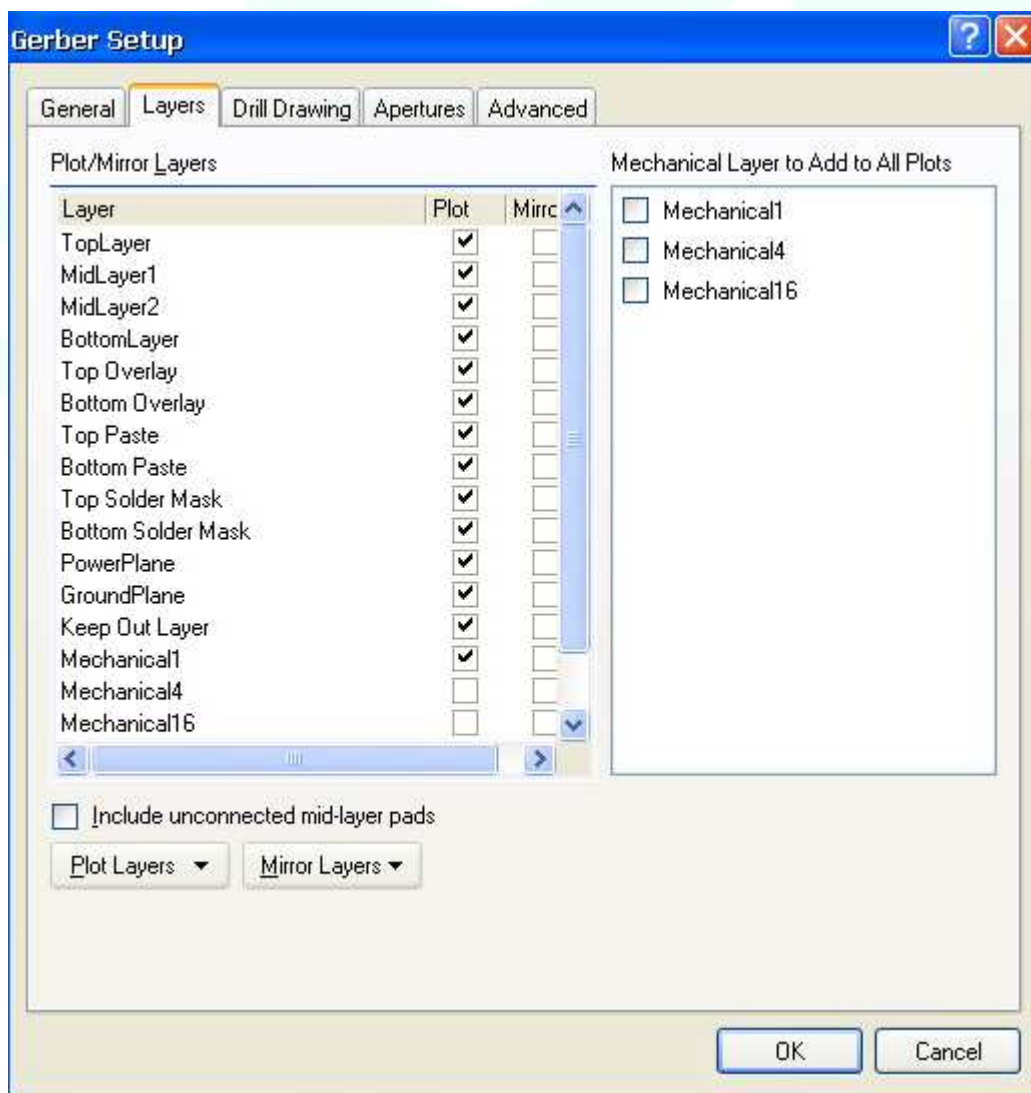 Gerber Setup
General Layers Drill Drawing Apertures Advanced
Plot/Mirror Layers
Layer Plot Mirrc
TopLayer
MidLayer1
MidLayer2
BottomLayer
Top Overlay
Bottom Overlay
Top Paste
Bottom Paste
Top Solder Mask
Bottom Solder Mask
PowerPlane
GroundPlane
Keep Out Layer
Mechanical1
Mechanical4
Mechanical16
Mechanical Layer to Add to All Plots
Mechanical1
Mechanical4
Mechanical16
Include unconnected mid-layer pads
Plot Layers Mirror Layers
OK Cancel